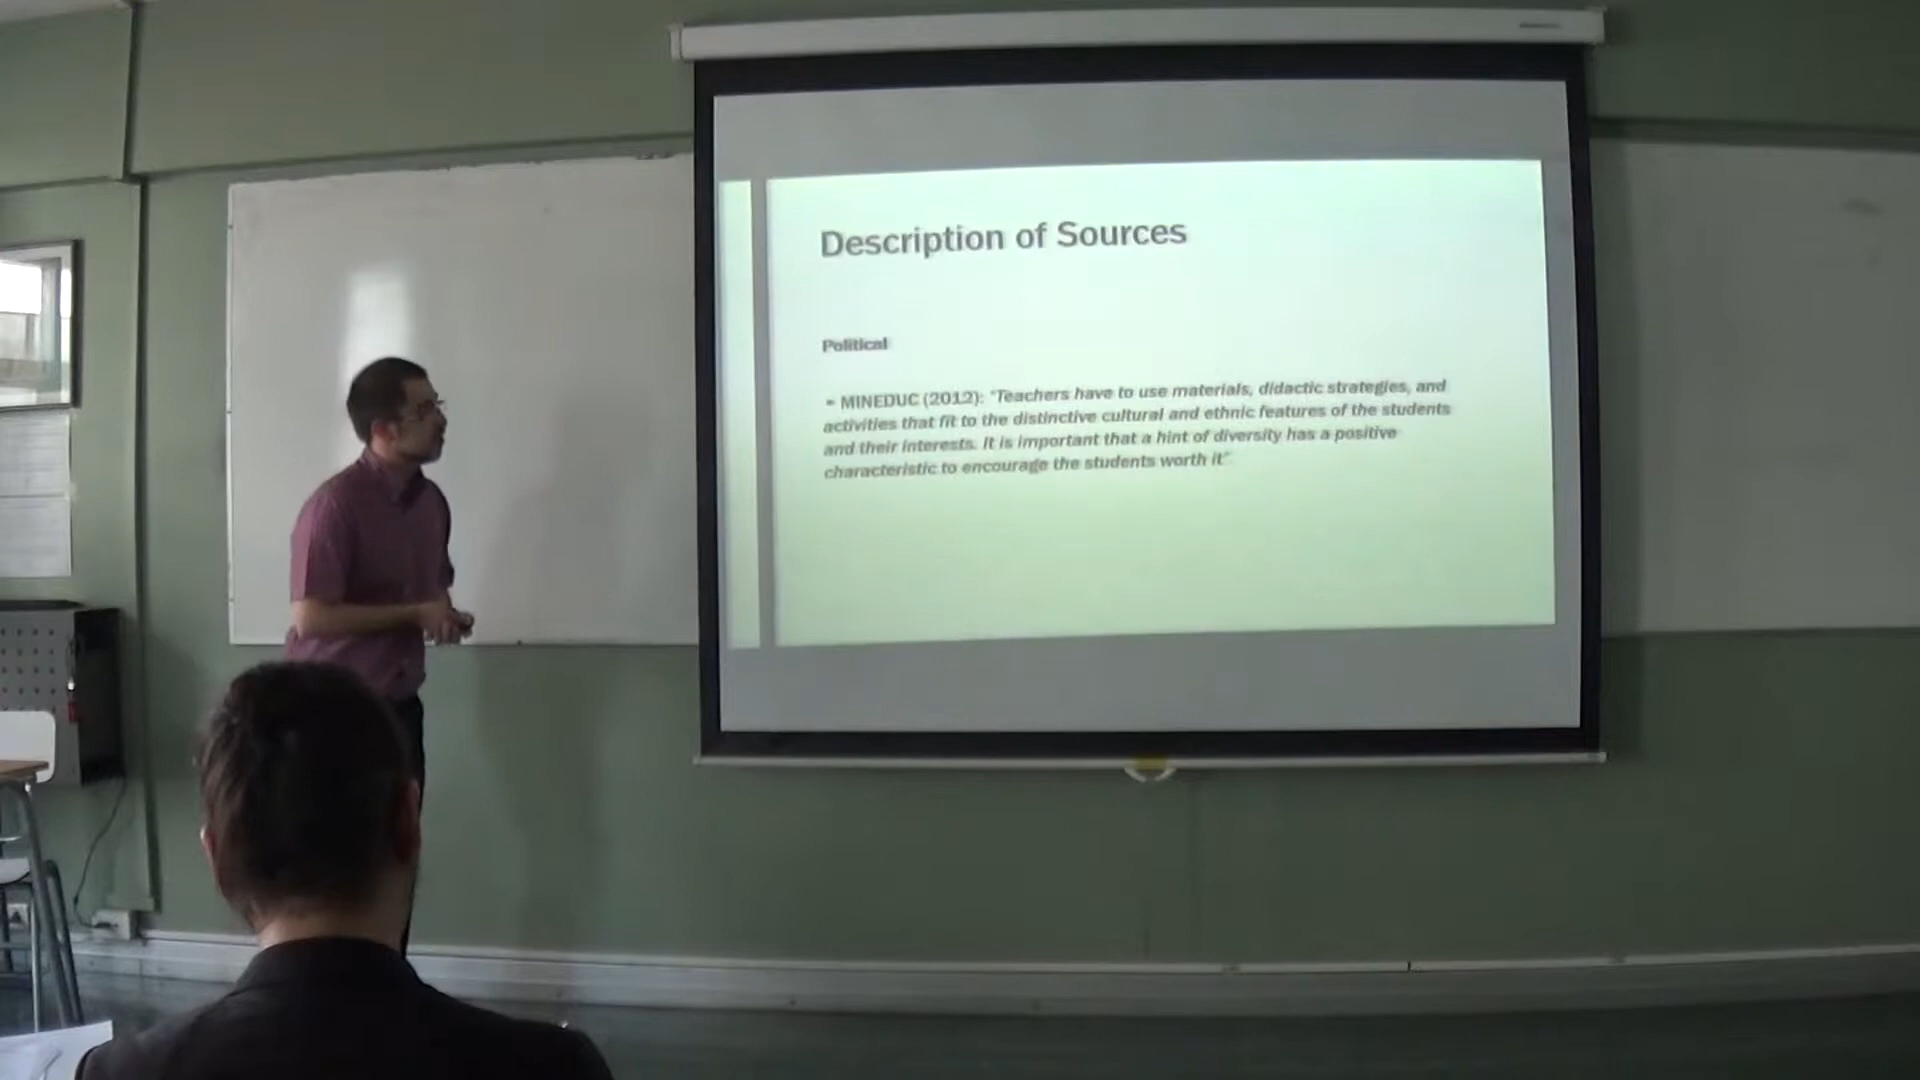 Description of Sources
Political
- MINEDUC (2012): "Teachers have to use materials, didactic strategies, and
activities that fit to the distinctive cultural and ethnic features of the students
and their interests. It is important that a hint of diversity has a positive
characteristic to encourage the students worth it"